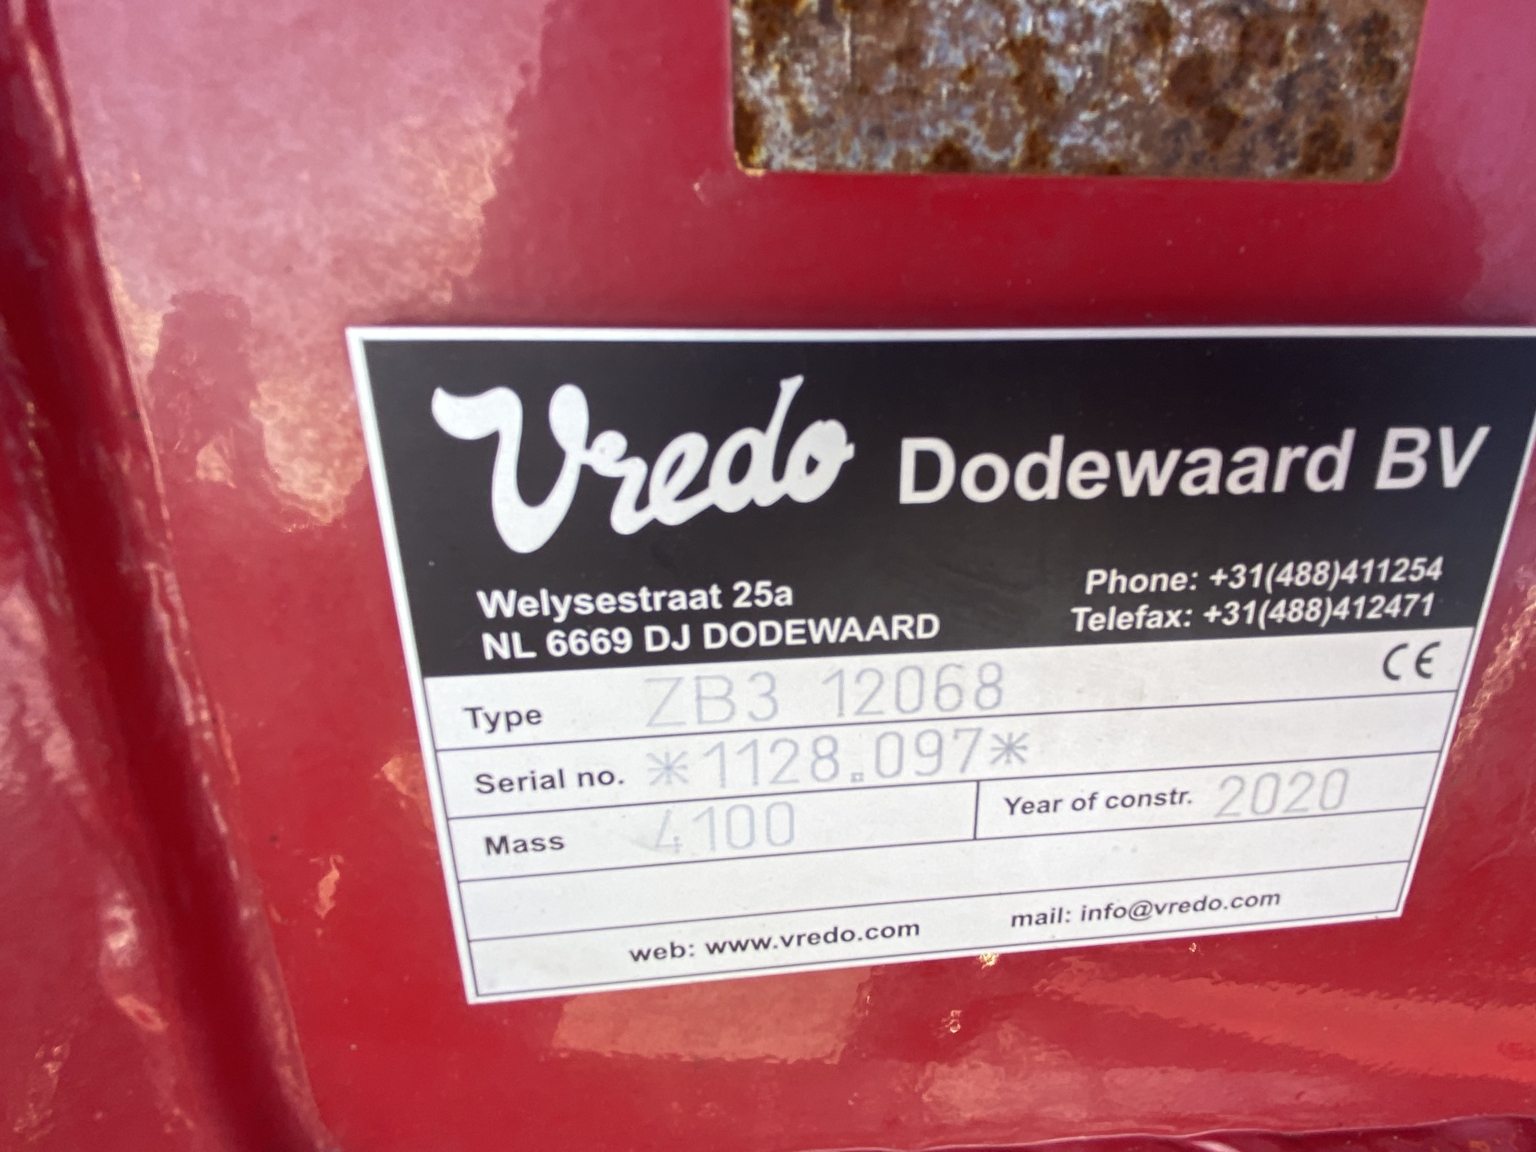 Vredo Dodewaard BV
Welysestraat 25a
NL 6669 DJ DODEWAARD
Phone: +31(488)411254
Telefax: +31(488)412471
CE
Type ZB3 12068
Serial no. *1128.097*
Mass 4100 Year of constr. 2020
web: www.vredo.com mail: info@vredo.com